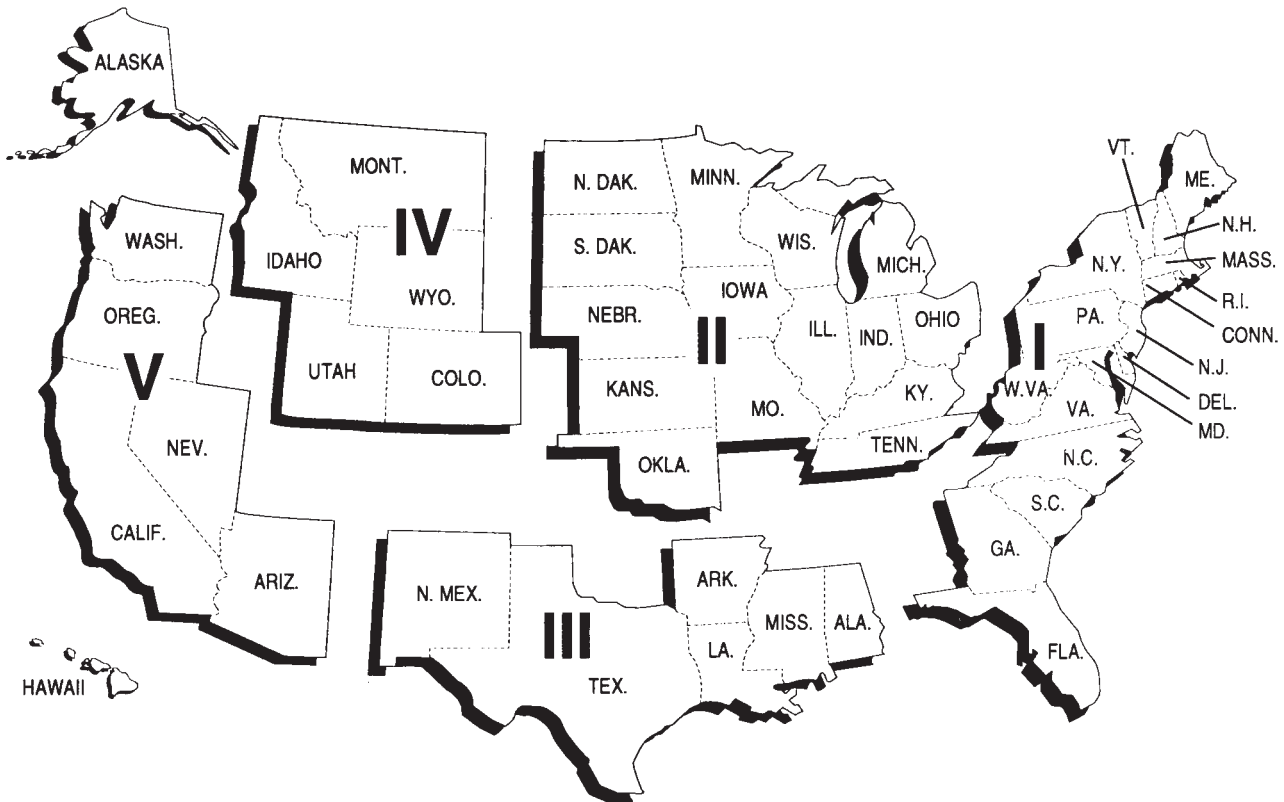 ALASKA
MONT.
IV
IDAHO
WYO.
UTAH
COLO.
WASH.
OREG.
V
NEV.
CALIF.
ARIZ.
HAWAII
N. DAK.
MINN.
S. DAK.
WIS.
MICH.
IOWA
NEBR.
II
ILL.
IND.
OHIO
KANS.
MO.
KY.
TENN.
OKLA.
N. MEX.
TEX.
III
ARK.
LA.
MISS.
ALA.
VT.
ME.
N.H.
MASS.
N.Y.
R.I.
CONN.
PA.
I
N.J.
DEL.
MD.
W.VA.
VA.
N.C.
S.C.
GA.
FLA.